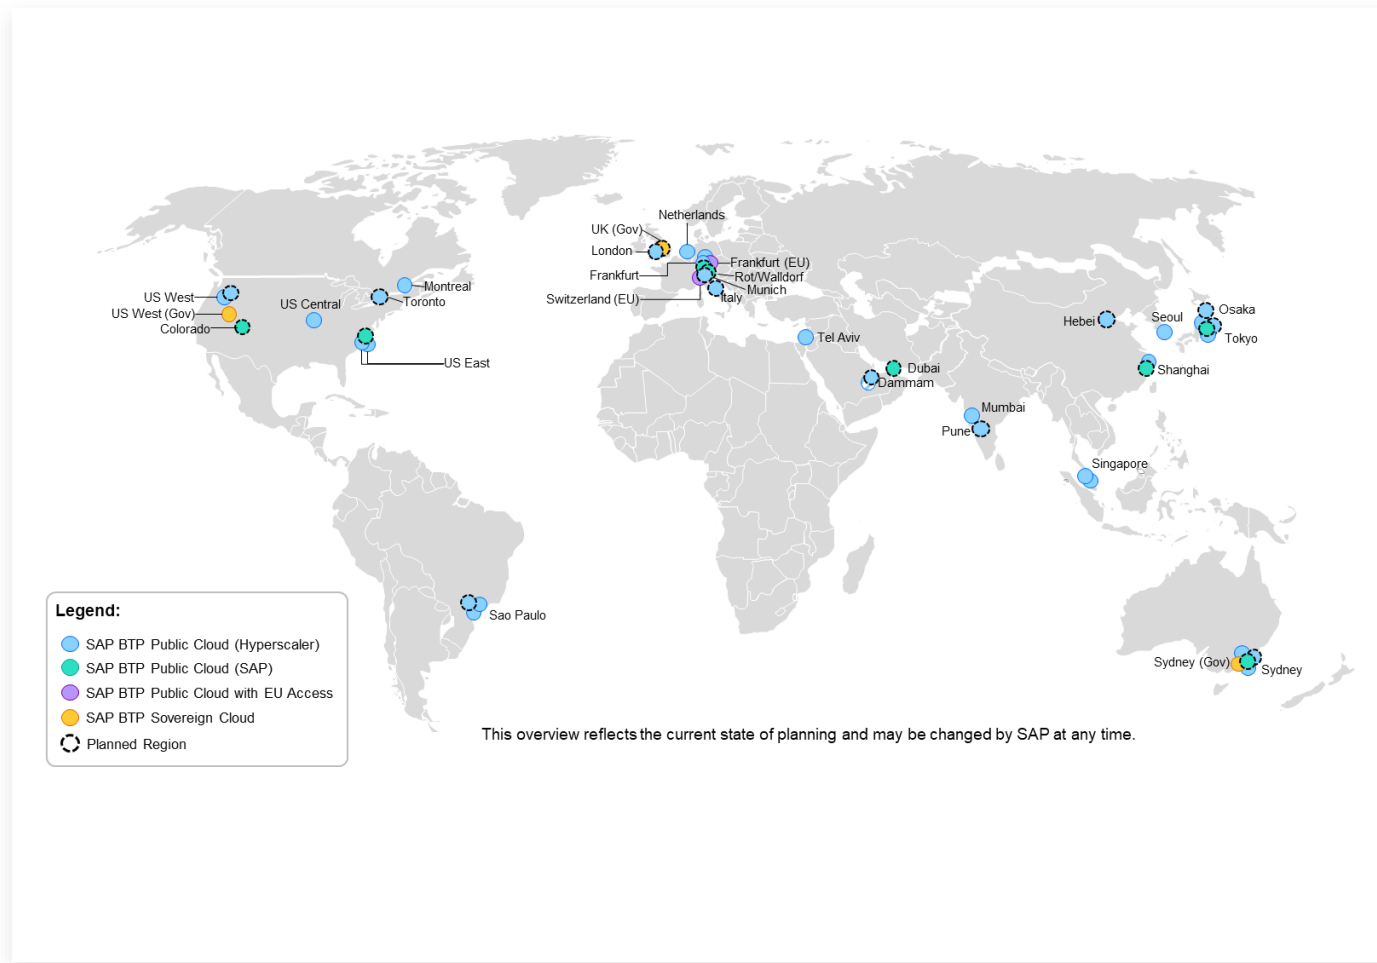 Netherlands
UK (Gov)
London
Frankfurt (EU)
Frankfurt
Rot/Walldorf
Munich
Switzerland (EU)
Italy
Montreal
US West
Toronto
US Central
US West (Gov)
Colorado
US East
Osaka
Seoul
Hebei
Tokyo
Tel Aviv
Dubai
Shanghai
Dammam
Mumbai
Pune
Singapore
Sao Paulo
Sydney (Gov)
Sydney
Legend:
SAP BTP Public Cloud (Hyperscaler)
SAP BTP Public Cloud (SAP)
SAP BTP Public Cloud with EU Access
SAP BTP Sovereign Cloud
Planned Region
This overview reflects the current state of planning and may be changed by SAP at any time.